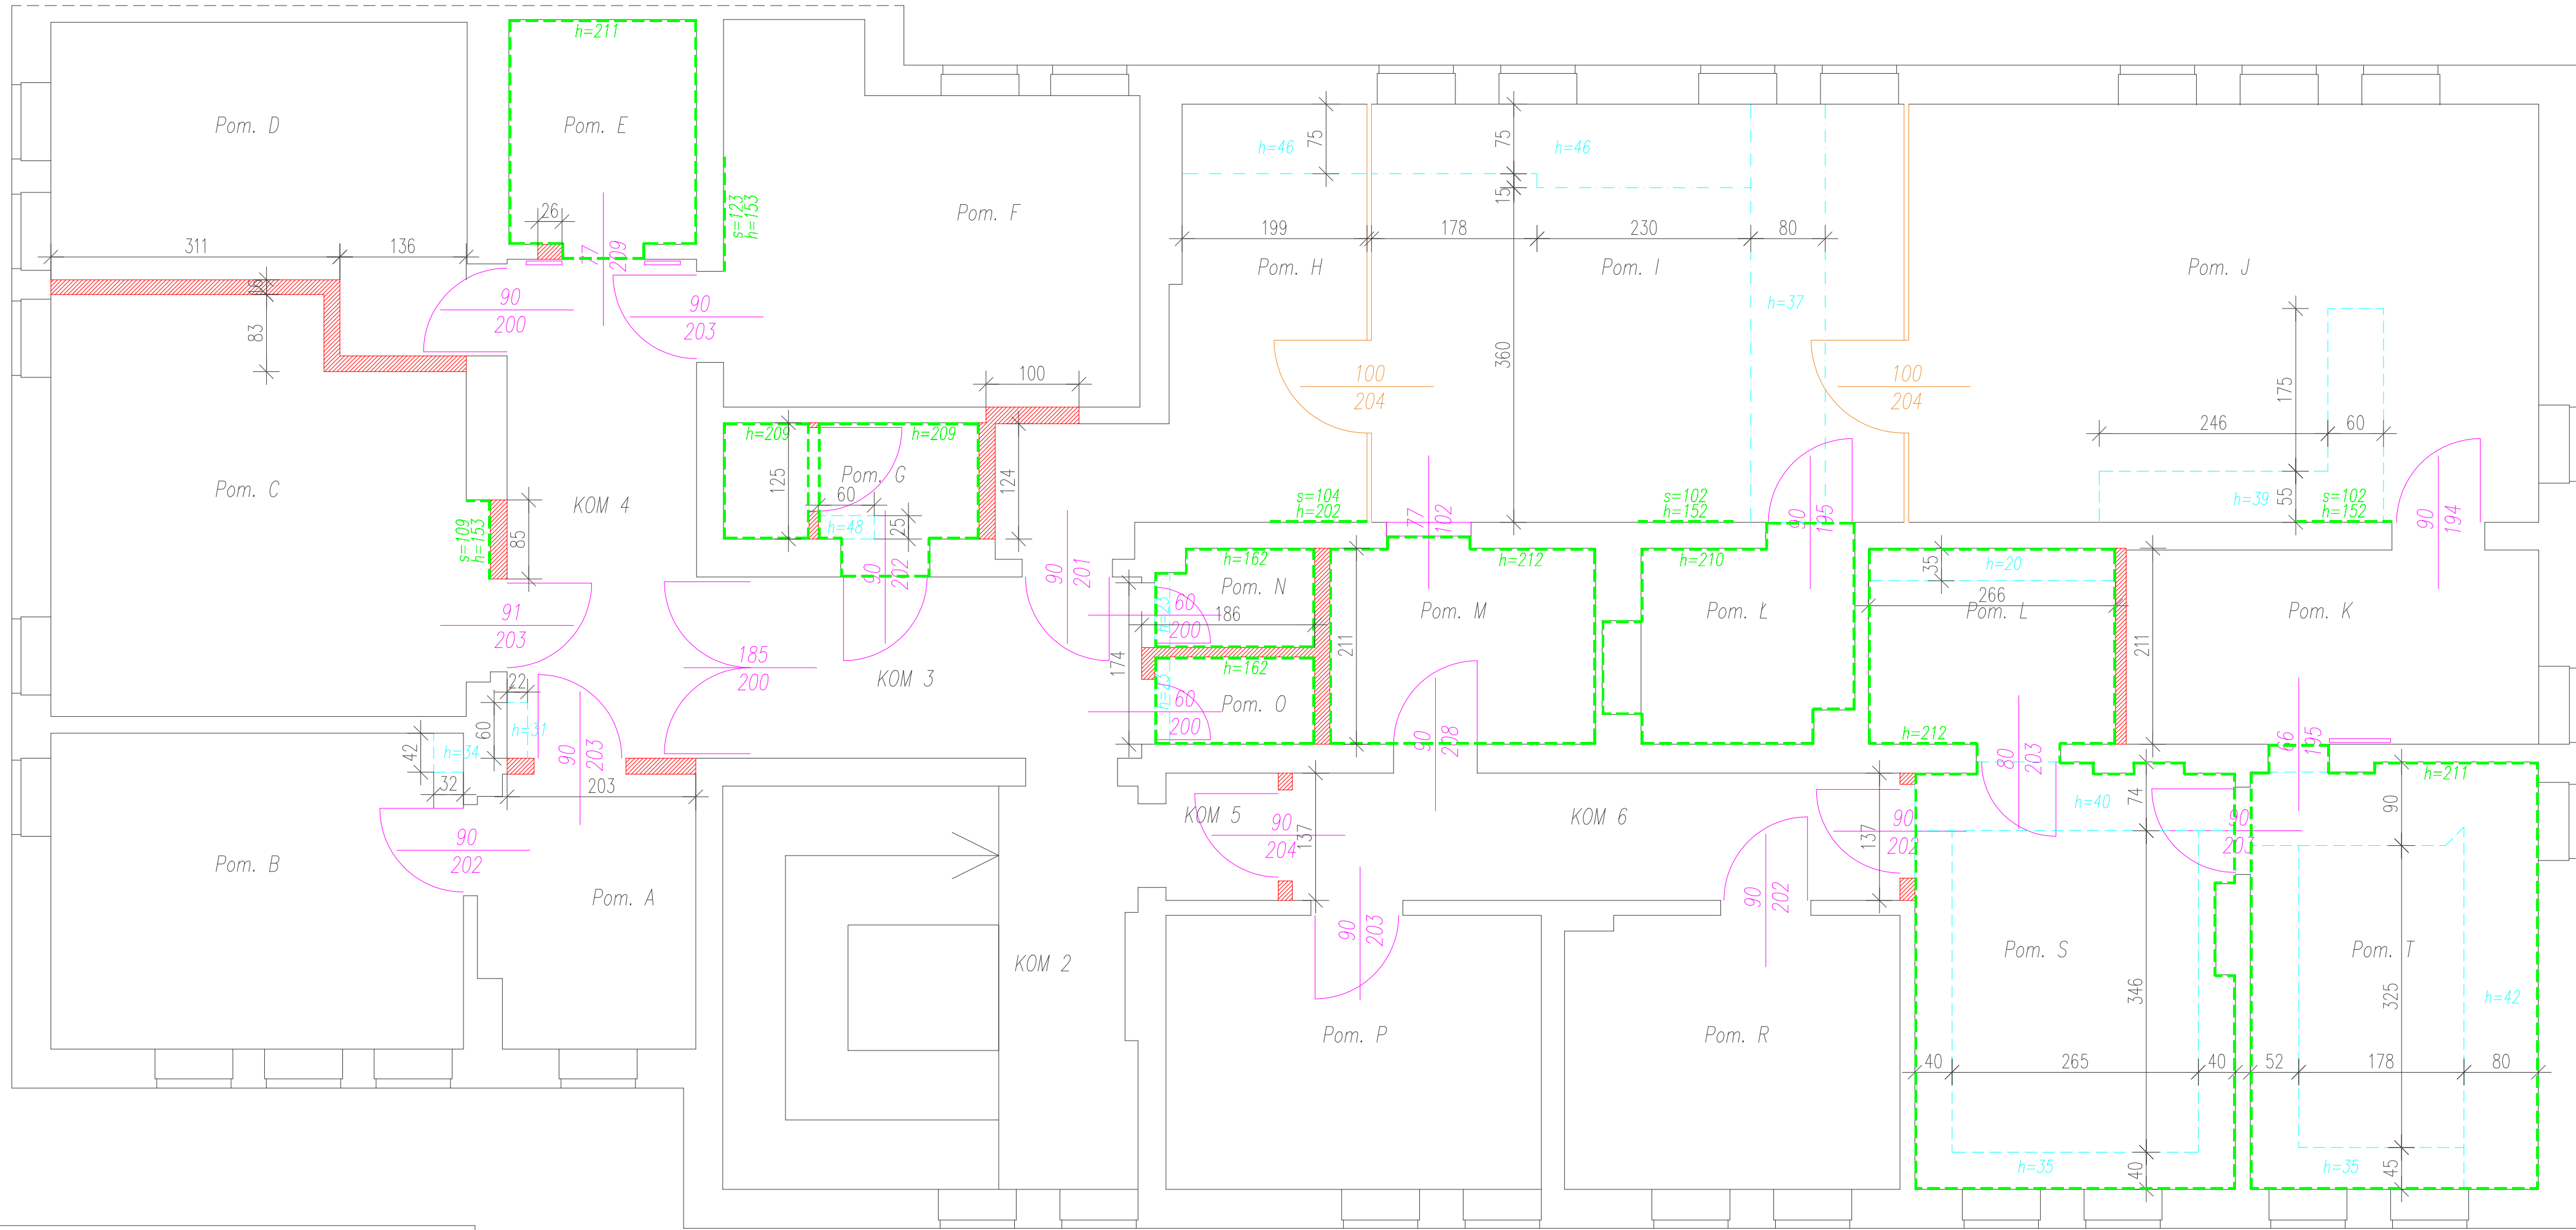 h=211
Pom. D
Pom. E
Pom. F
26
77
209
s=123
h=153
311
136
16
83
90
200
90
203
100
75
h=46
75
h=46
15
199
178
230
80
Pom. H
Pom. I
Pom. J
h=37
360
100
204
100
204
175
246
60
55
h=39
s=102
h=152
90
194
Pom. C
KOM 4
s=109
h=153
85
h=209
h=209
125
Pom. G
60
h=48
25
124
90
202
90
201
s=104
h=202
77
102
s=102
h=152
90
195
h=162
Pom. N
h=23
60
200
186
174
h=162
h=23
60
200
Pom. O
h=212
Pom. M
211
90
208
h=210
Pom. Ł
35
h=20
266
Pom. L
h=212
80
203
211
Pom. K
66
195
91
203
185
200
KOM 3
22
60
h=31
42
h=34
32
90
203
203
90
202
Pom. B
Pom. A
KOM 2
KOM 5
90
204
137
KOM 6
90
202
137
90
203
90
202
Pom. P
Pom. R
h=40
74
90
203
Pom. S
346
40
265
40
h=35
40
h=211
90
Pom. T
325
h=42
52
178
80
h=35
45